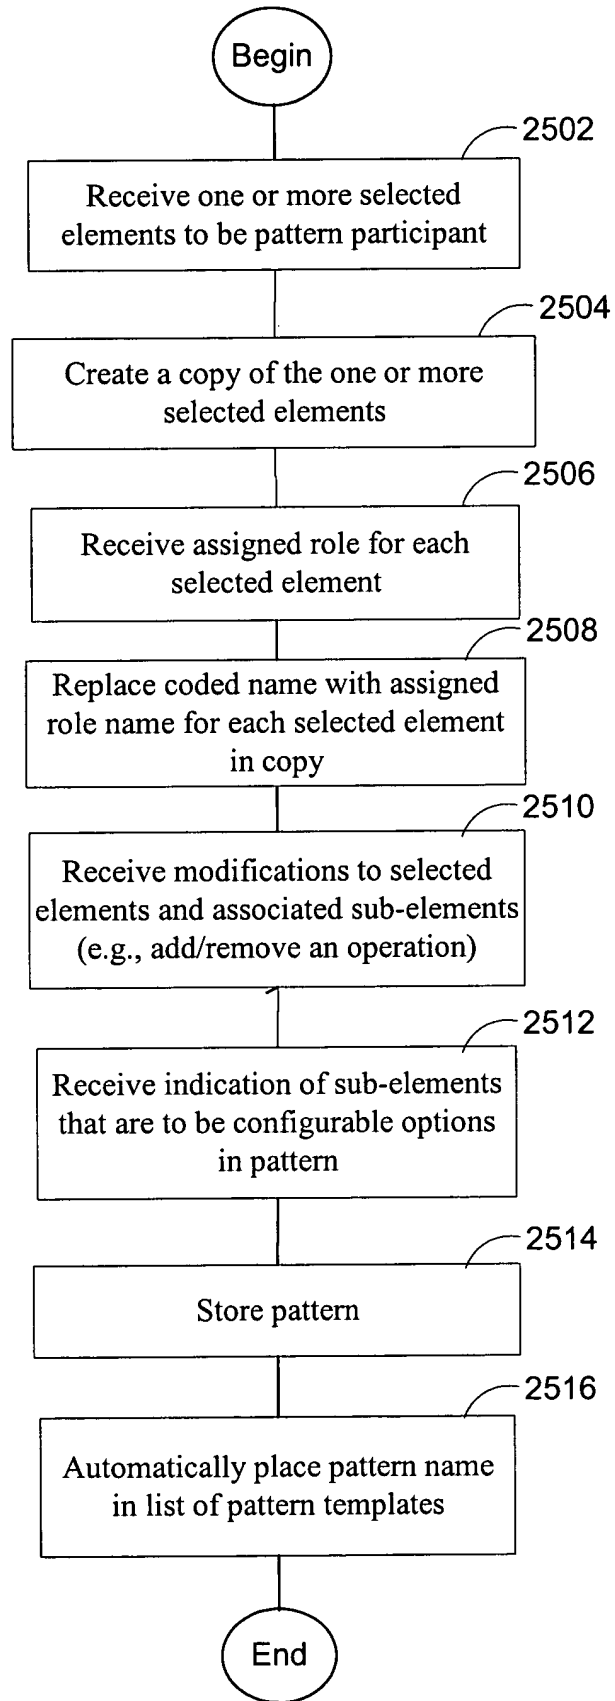 Begin
2502
Receive one or more selected
elements to be pattern participant
2504
Create a copy of the one or more
selected elements
2506
Receive assigned role for each
selected element
2508
Replace coded name with assigned
role name for each selected element
in copy
2510
Receive modifications to selected
elements and associated sub-elements
(e.g., add/remove an operation)
2512
Receive indication of sub-elements
that are to be configurable options
in pattern
2514
Store pattern
2516
Automatically place pattern name
in list of pattern templates
End